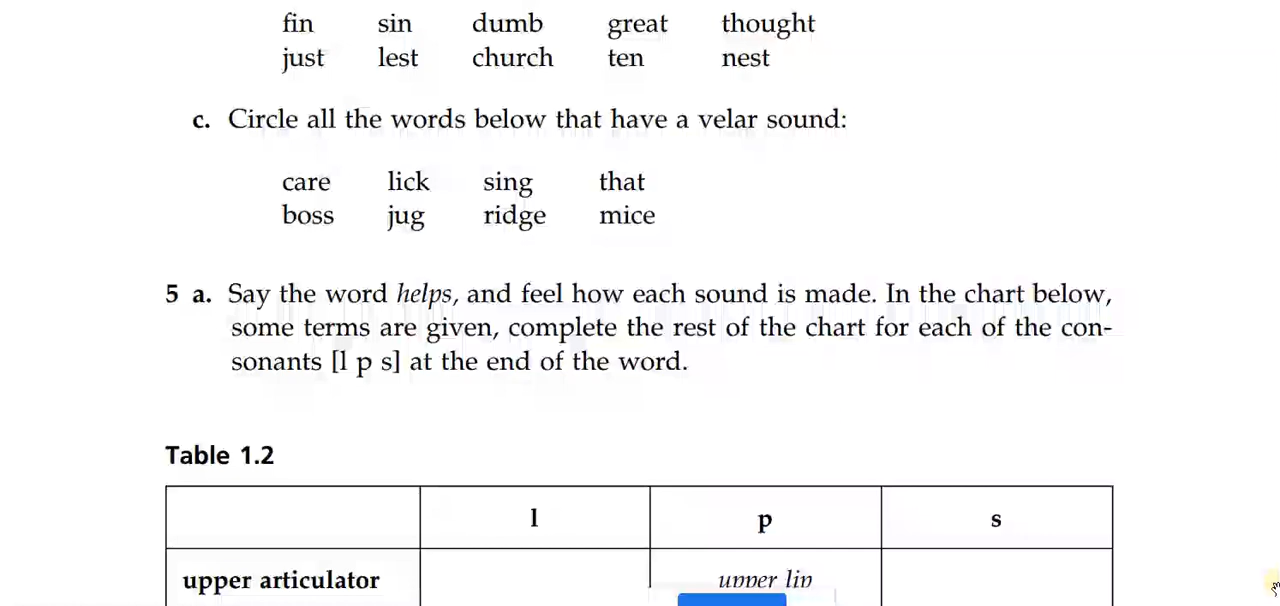 fin sin dumb great thought
just lest church ten nest
c. Circle all the words below that have a velar sound:
care lick sing that
boss jug ridge mice
5 a. Say the word helps, and feel how each sound is made. In the chart below,
some terms are given, complete the rest of the chart for each of the con-
sonants [l p s] at the end of the word.
Table 1.2
l p s
upper articulator upper lip